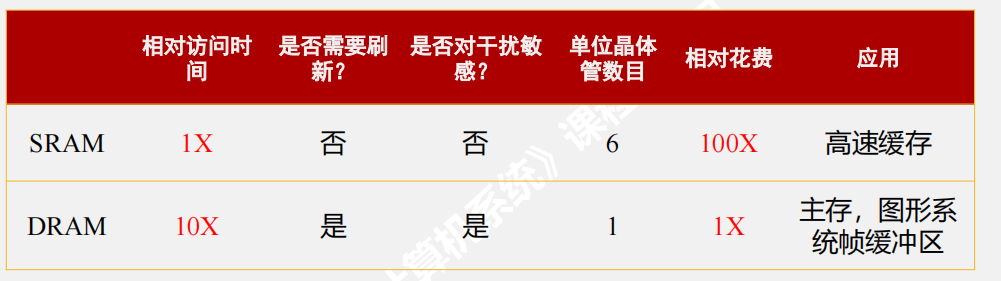 相对访问时间 是否需要刷新？ 是否对干扰敏感？ 单位晶体管数目 相对花费 应用
SRAM 1X 否 否 6 100X 高速缓存
DRAM 10X 是 是 1 1X 主存，图形系统帧缓冲区
计算机系统》课程